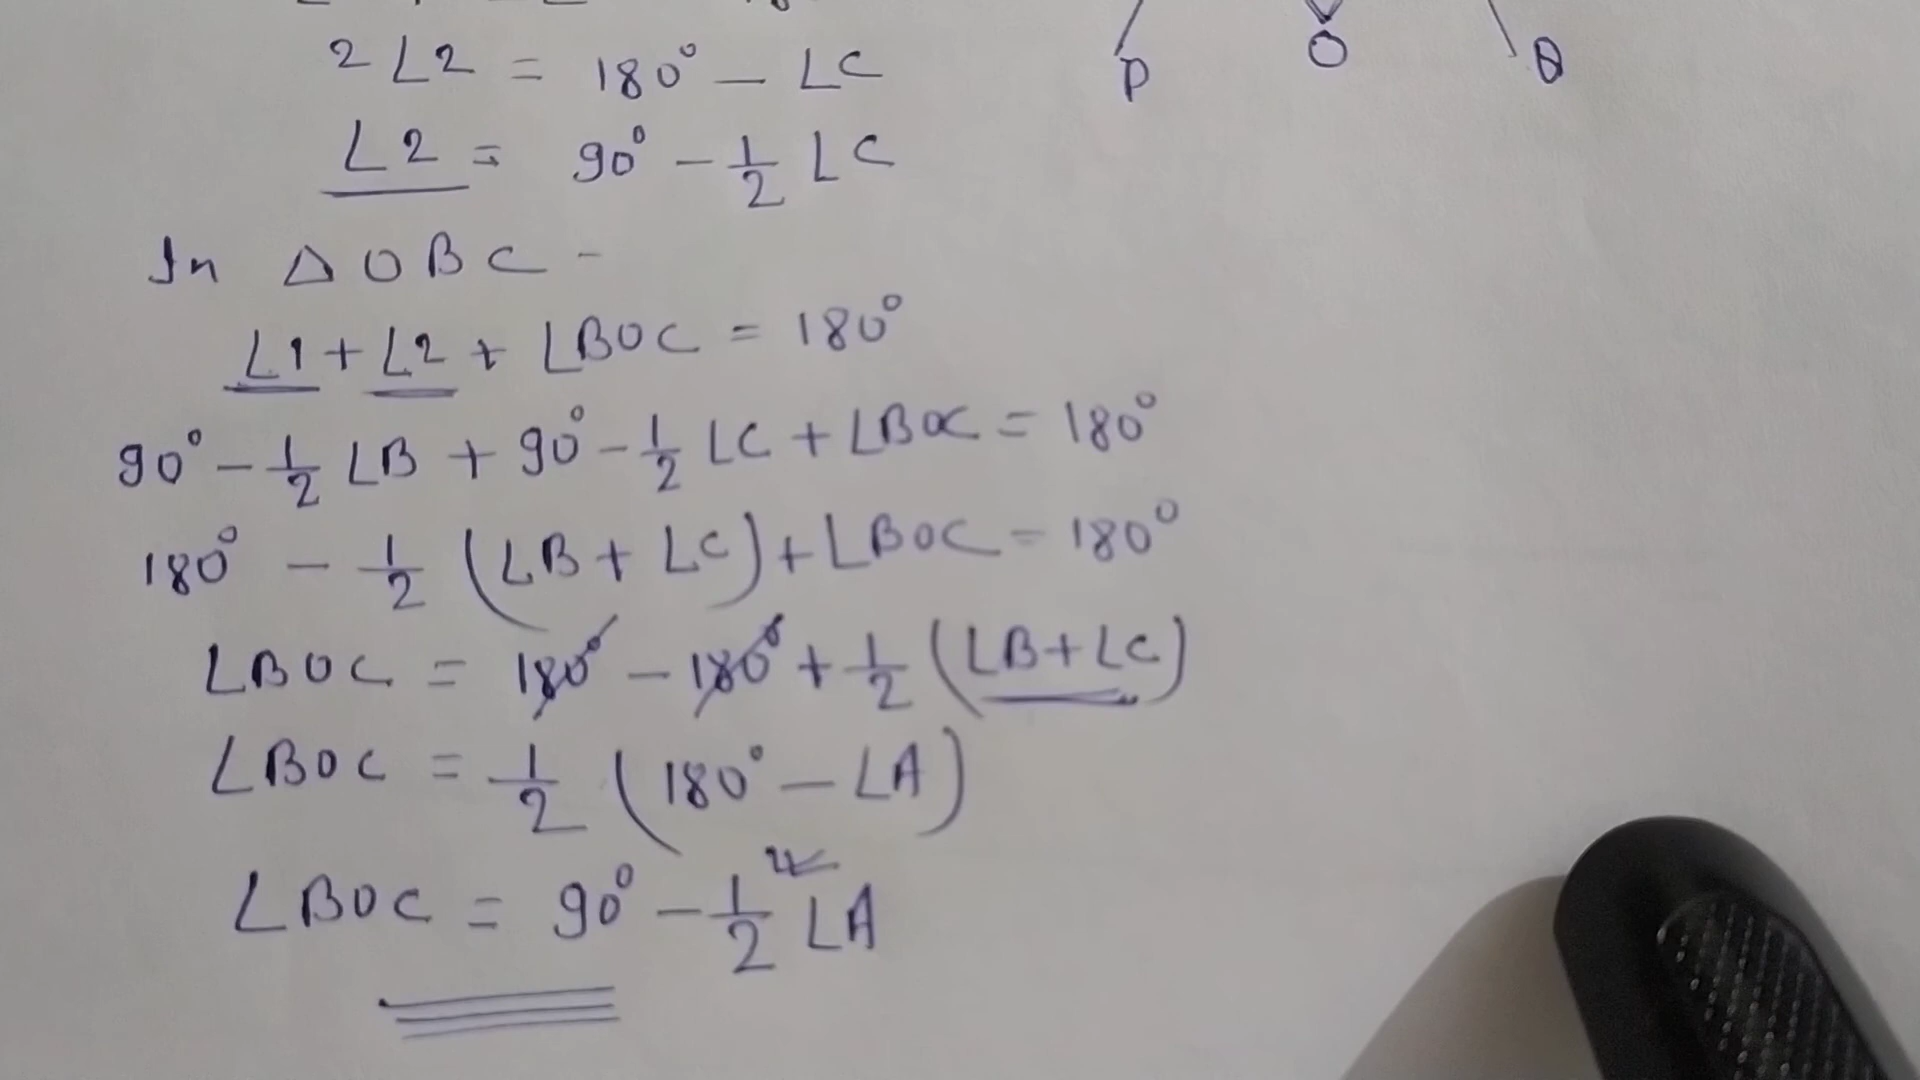 2 ∠2 = 180° - ∠C
∠2 = 90° - 1/2 ∠C
P O Q
In △OBC -
∠1 + ∠2 + ∠BOC = 180°
90° - 1/2 ∠B + 90° - 1/2 ∠C + ∠BOC = 180°
180° - 1/2 (∠B + ∠C) + ∠BOC = 180°
∠BOC = 180° - 180° + 1/2 (∠B + ∠C)
∠BOC = 1/2 (180° - ∠A)
∠BOC = 90° - 1/2 ∠A